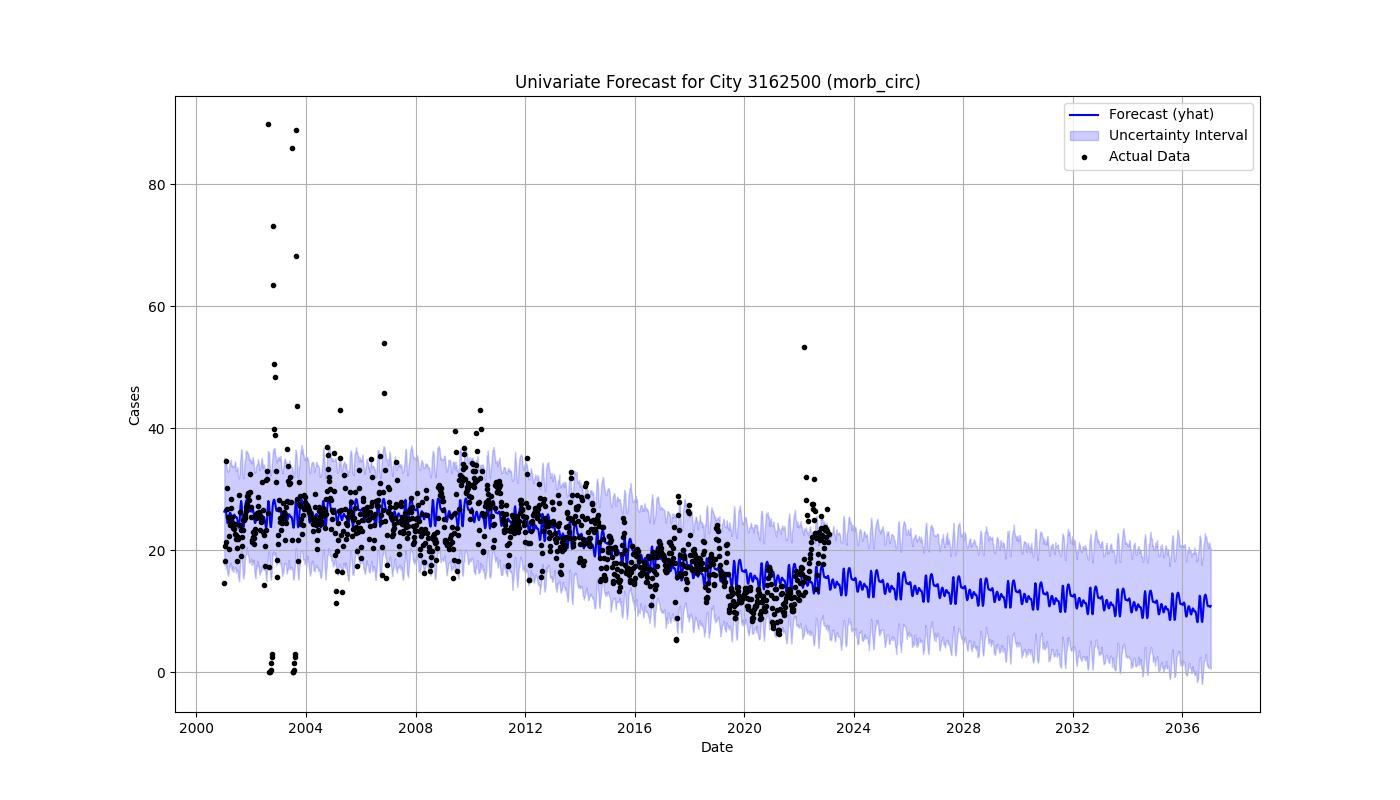 Univariate Forecast for City 3162500 (morb_circ)
Forecast (yhat)
Uncertainty Interval
Actual Data
Cases
80
60
40
20
0
2000 2004 2008 2012 2016 2020 2024 2028 2032 2036
Date